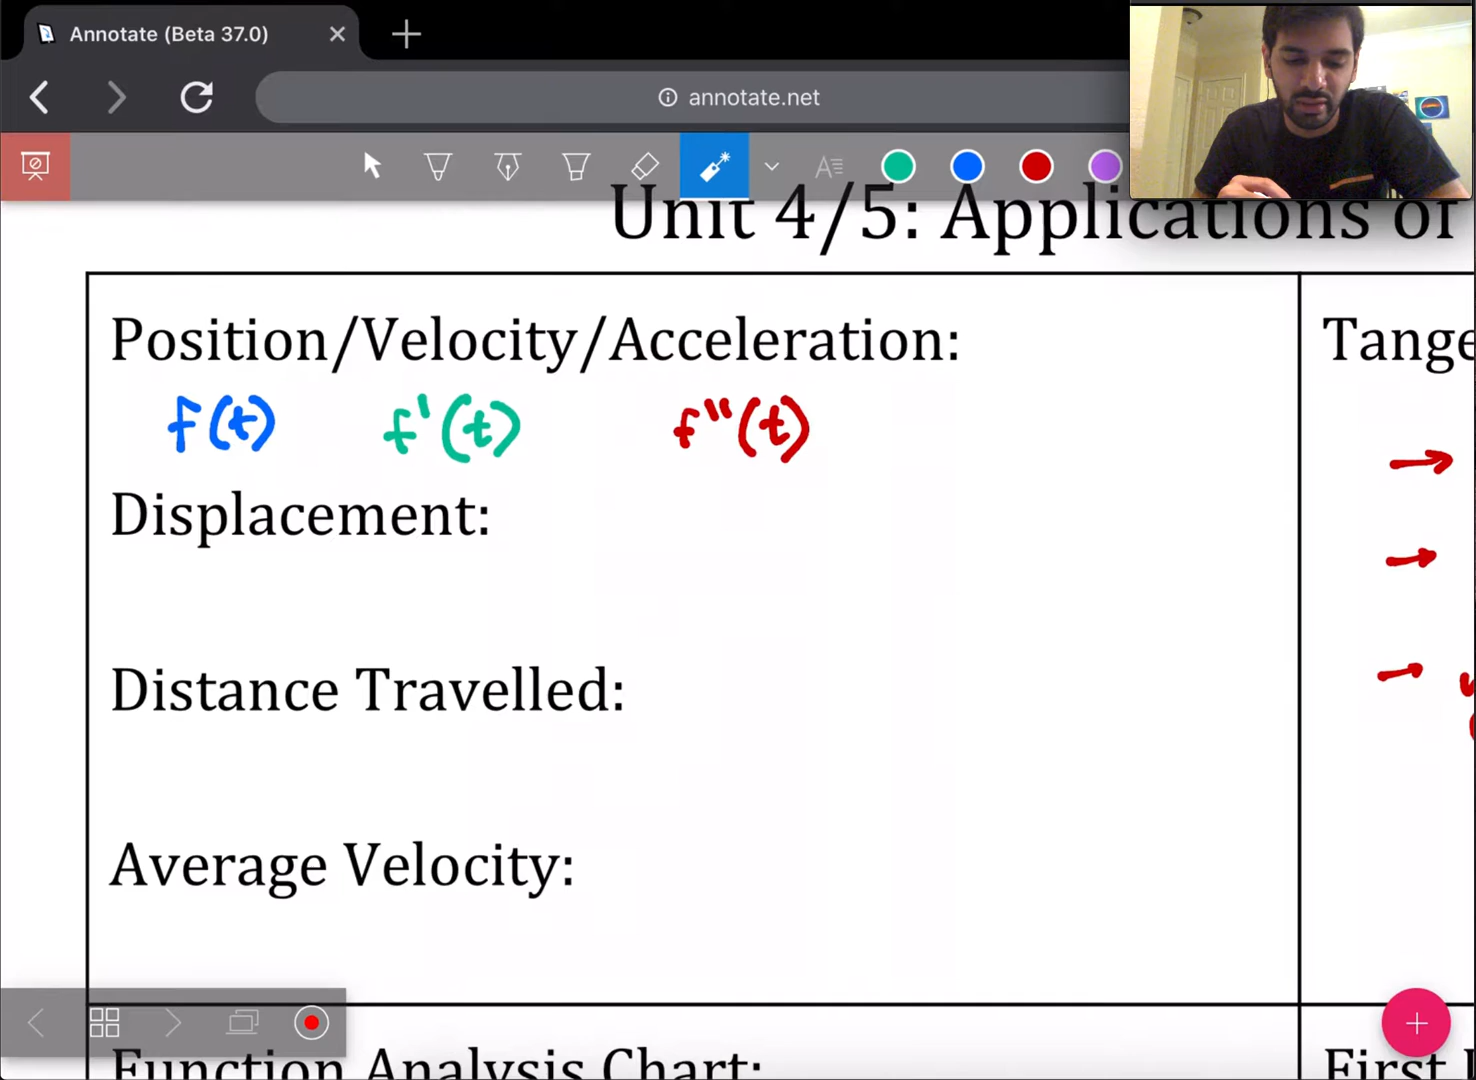 Annotate (Beta 37.0)
annotate.net
Unit 4/5: Applications of
Position/Velocity/Acceleration:
f(t) f'(t) f"(t)
Displacement:
Distance Travelled:
Average Velocity:
Function Analysis Chart:
Tange
First